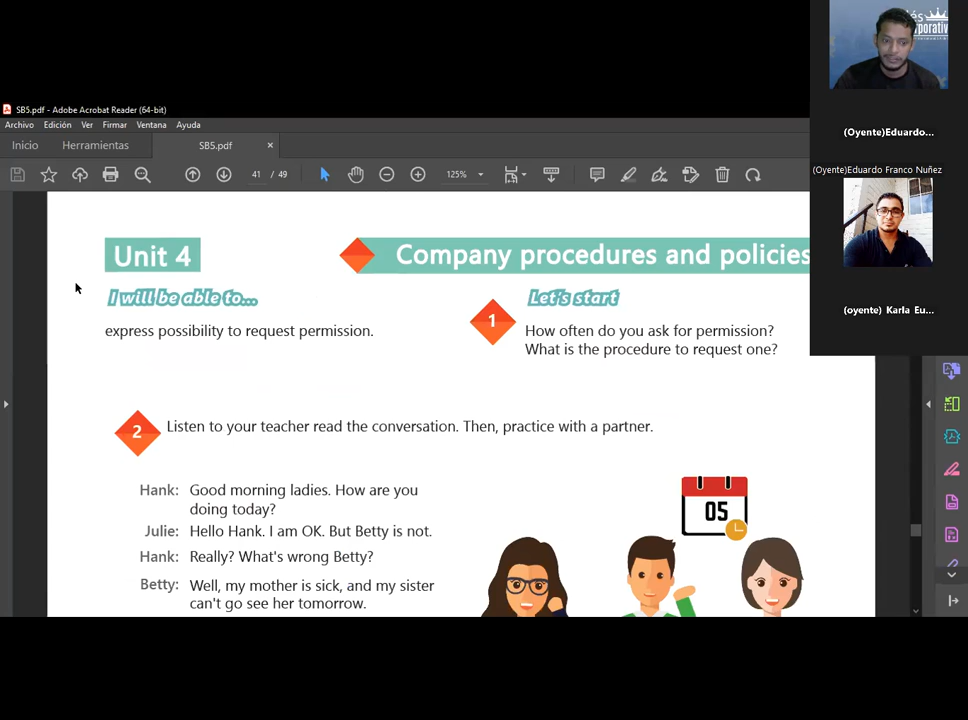 SB5.pdf - Adobe Acrobat Reader (64-bit)
Archivo Edición Ver Firmar Ventana Ayuda
Inicio Herramientas SB5.pdf ×
41 / 49 125%
Unit 4
Company procedures and policies
I will be able to...
express possibility to request permission.
1
Let's start
How often do you ask for permission?
What is the procedure to request one?
2
Listen to your teacher read the conversation. Then, practice with a partner.
Hank: Good morning ladies. How are you
doing today?
Julie: Hello Hank. I am OK. But Betty is not.
Hank: Really? What's wrong Betty?
Betty: Well, my mother is sick, and my sister
can't go see her tomorrow.
05
(Oyente)Eduardo...
(Oyente)Eduardo Franco Nuñez
(oyente) Karla Eu...